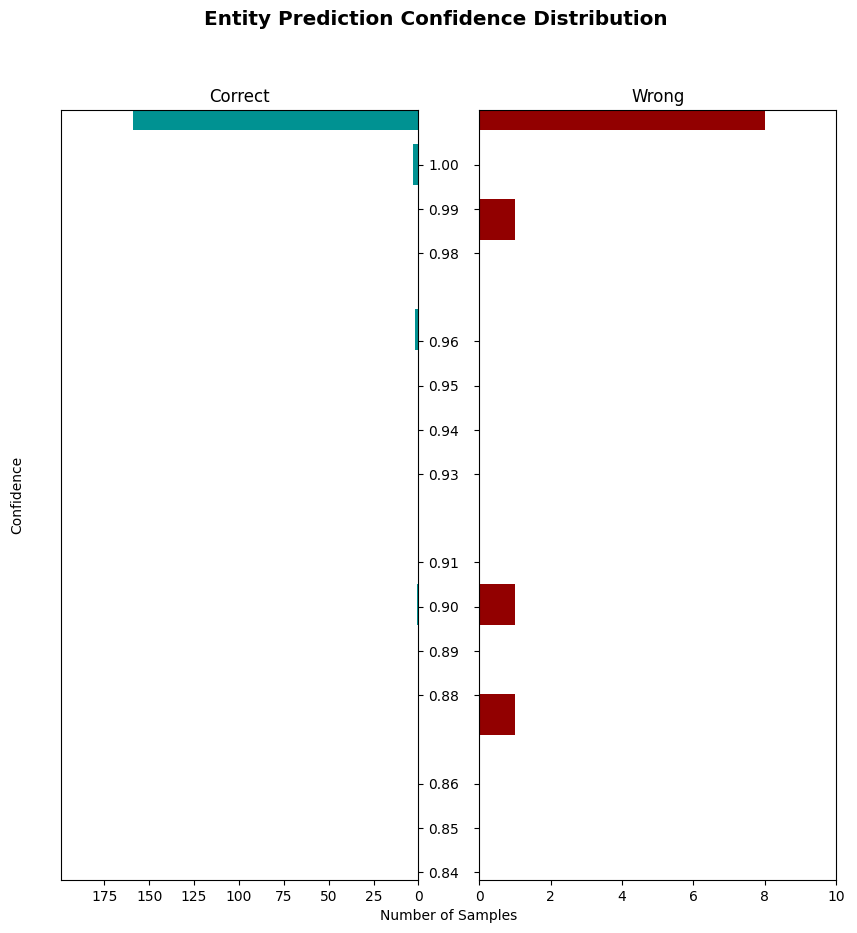 Entity Prediction Confidence Distribution
Correct
Wrong
1.00
0.99
0.98
0.96
0.95
0.94
0.93
0.91
0.90
0.89
0.88
0.86
0.85
0.84
Confidence
175 150 125 100 75 50 25 0
0 2 4 6 8 10
Number of Samples